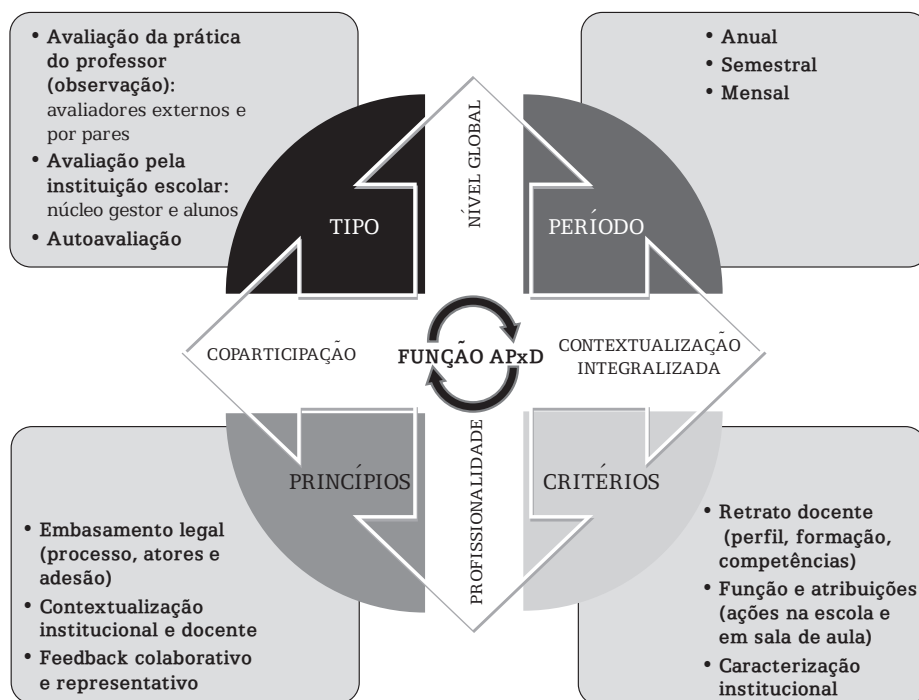 • Avaliação da prática
do professor
(observação):
avaliadores externos e
por pares
• Avaliação pela
instituição escolar:
núcleo gestor e alunos
• Autoavaliação
• Anual
• Semestral
• Mensal
TIPO
NÍVEL GLOBAL
PERÍODO
COPARTICIPAÇÃO
FUNÇÃO APxD
CONTEXTUALIZAÇÃO
INTEGRALIZADA
PRINCÍPIOS
PROFISSIONALIDADE
CRITÉRIOS
• Embasamento legal
(processo, atores e
adesão)
• Contextualização
institucional e docente
• Feedback colaborativo
e representativo
• Retrato docente
(perfil, formação,
competências)
• Função e atribuições
(ações na escola e
em sala de aula)
• Caracterização
institucional